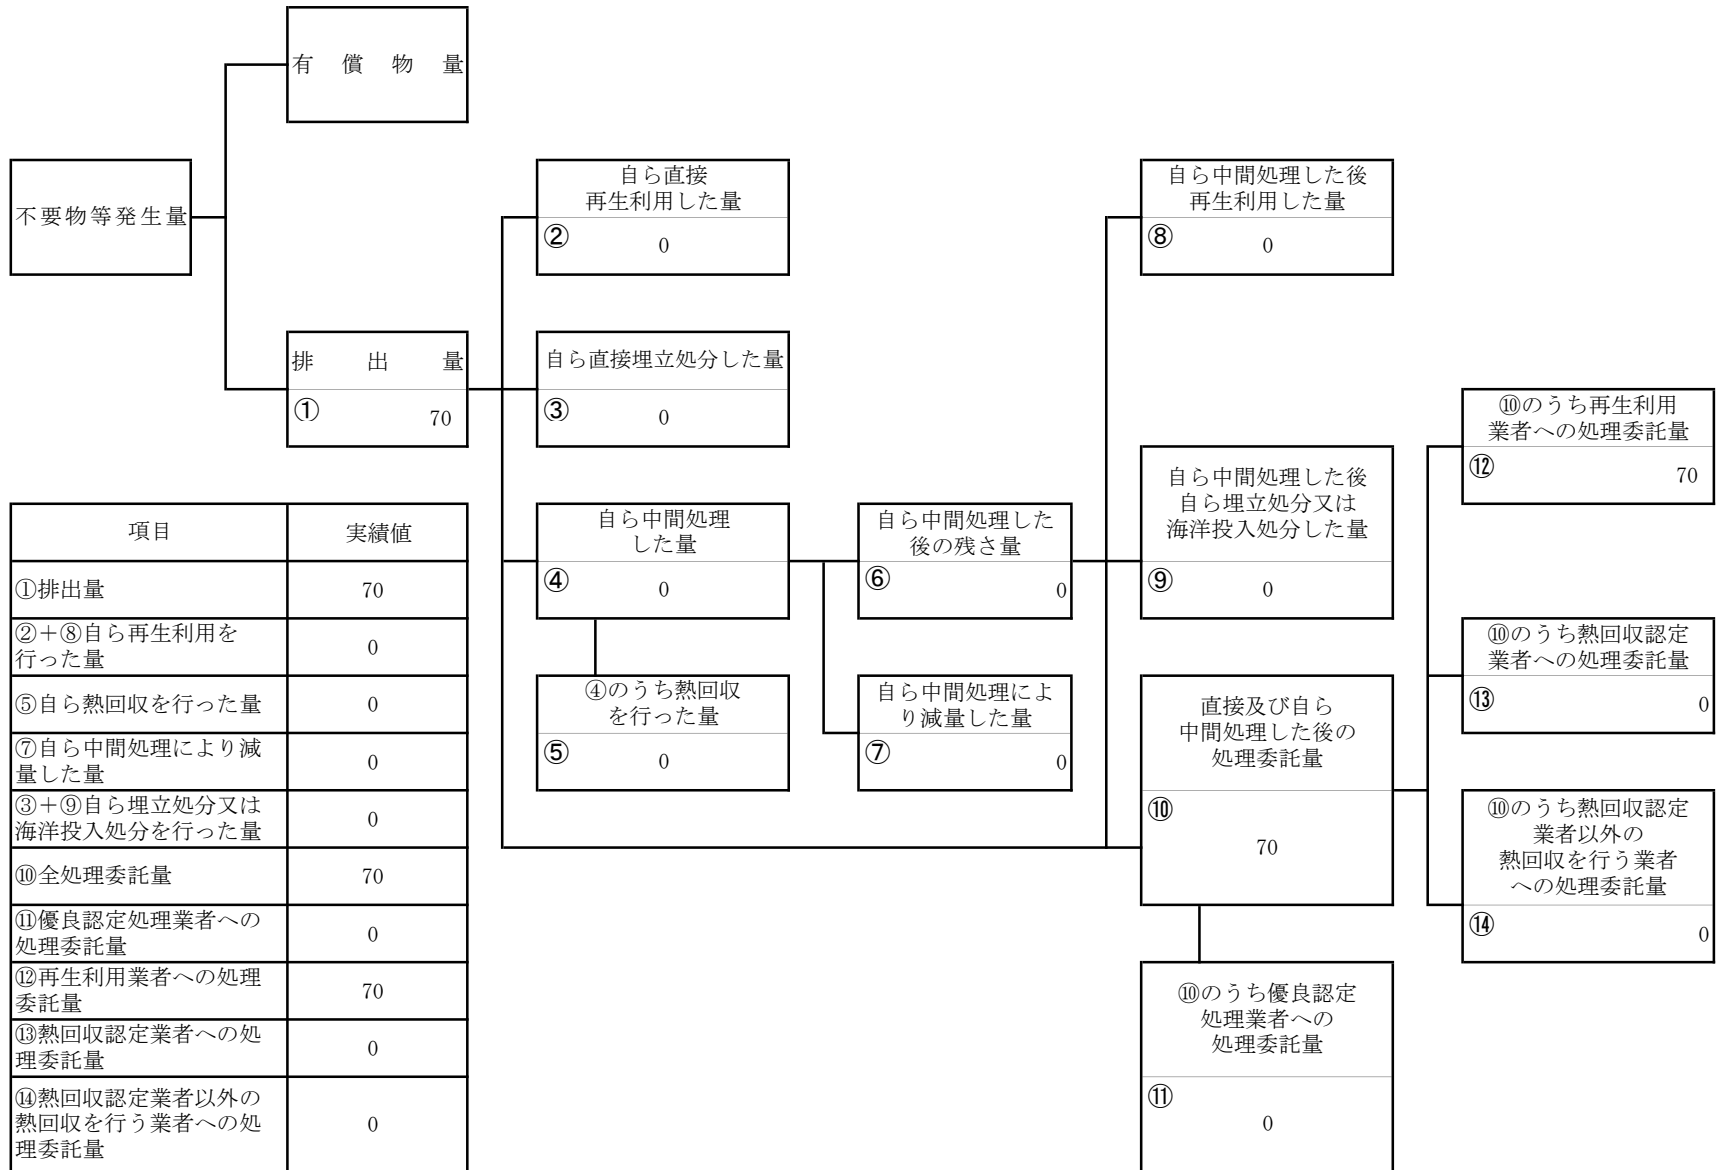 有償物量
不要物等発生量
排出量
①
70
自ら直接
再生利用した量
②
0
自ら直接埋立処分した量
③
0
自ら中間処理
した量
④
0
④のうち熱回収
を行った量
⑤
0
自ら中間処理した
後の残さ量
⑥
0
自ら中間処理によ
り減量した量
⑦
0
自ら中間処理した後
再生利用した量
⑧
0
自ら中間処理した後
自ら埋立処分又は
海洋投入処分した量
⑨
0
直接及び自ら
中間処理した後の
処理委託量
⑩
70
⑩のうち優良認定
処理業者への
処理委託量
⑪
0
⑩のうち再生利用
業者への処理委託量
⑫
70
⑩のうち熱回収認定
業者への処理委託量
⑬
0
⑩のうち熱回収認定
業者以外の
熱回収を行う業者
への処理委託量
⑭
0
項目 実績値
①排出量 70
②+⑧自ら再生利用を
行った量
0
⑤自ら熱回収を行った量 0
⑦自ら中間処理により減
量した量
0
③+⑨自ら埋立処分又は
海洋投入処分を行った量
0
⑩全処理委託量 70
⑪優良認定処理業者への
処理委託量
0
⑫再生利用業者への処理
委託量
70
⑬熱回収認定業者への処
理委託量
0
⑭熱回収認定業者以外の
熱回収を行う業者への処
理委託量
0